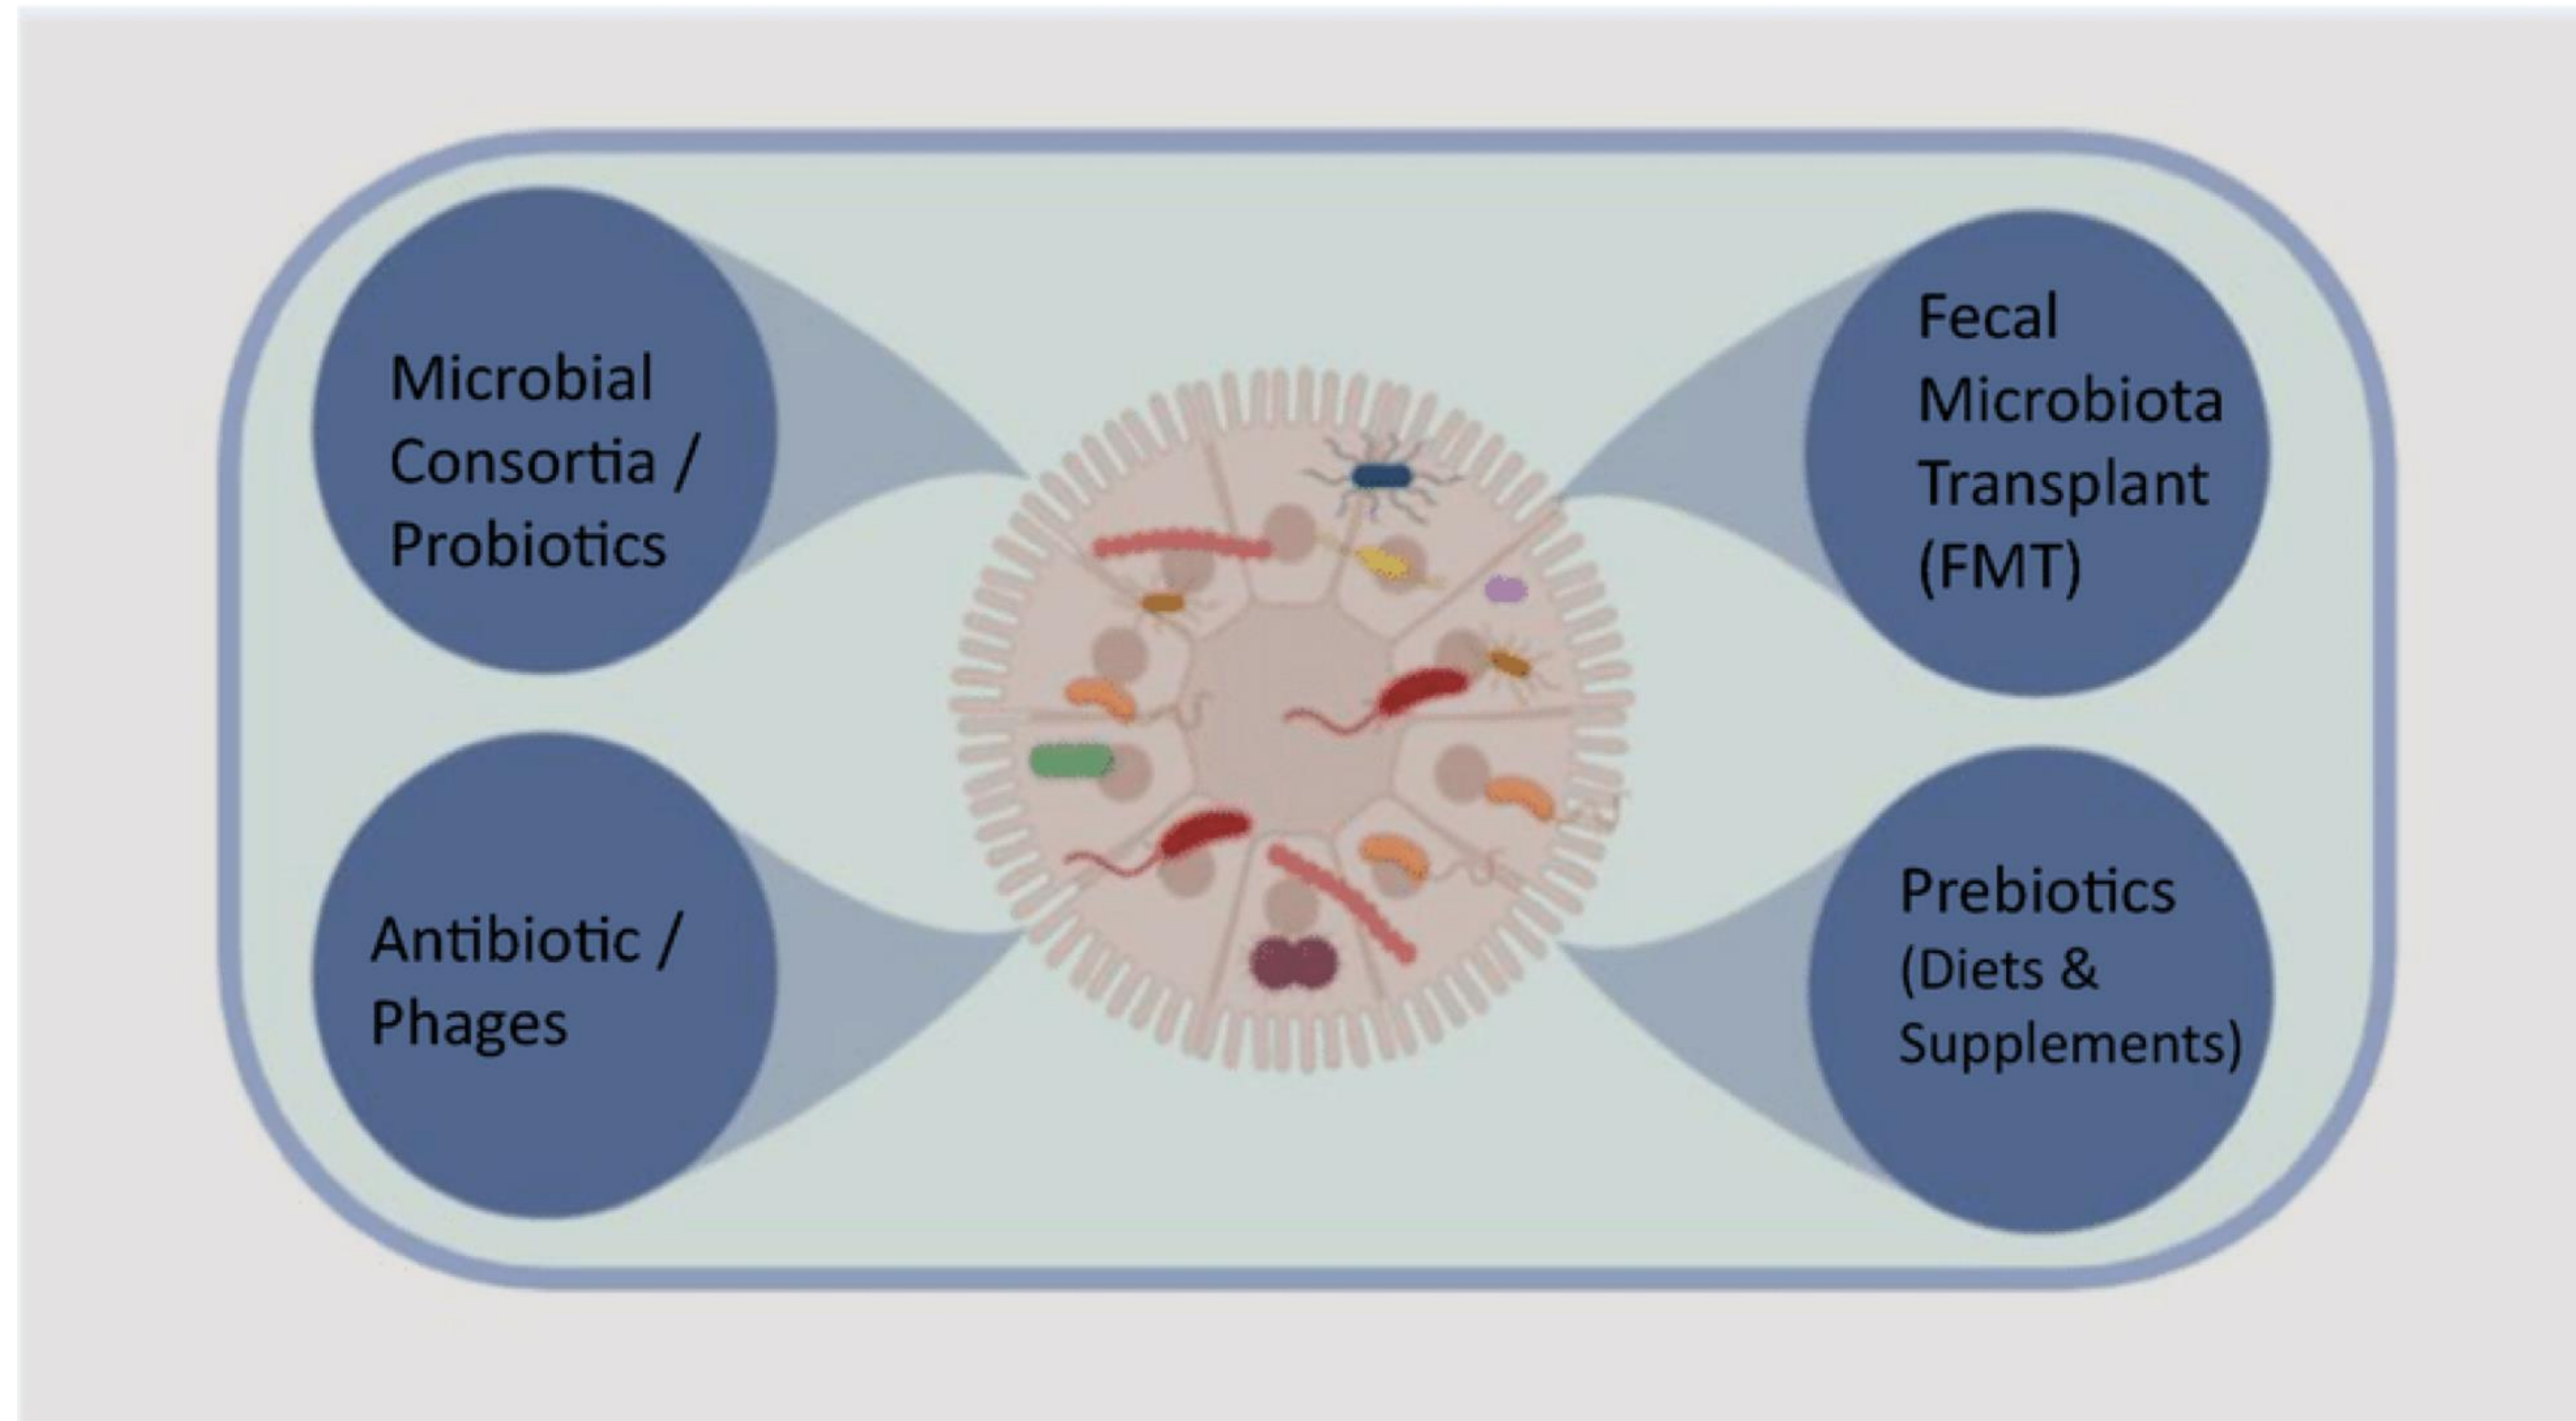 Microbial
Consortia /
Probiotics
Fecal
Microbiota
Transplant
(FMT)
Antibiotic /
Phages
Prebiotics
(Diets &
Supplements)